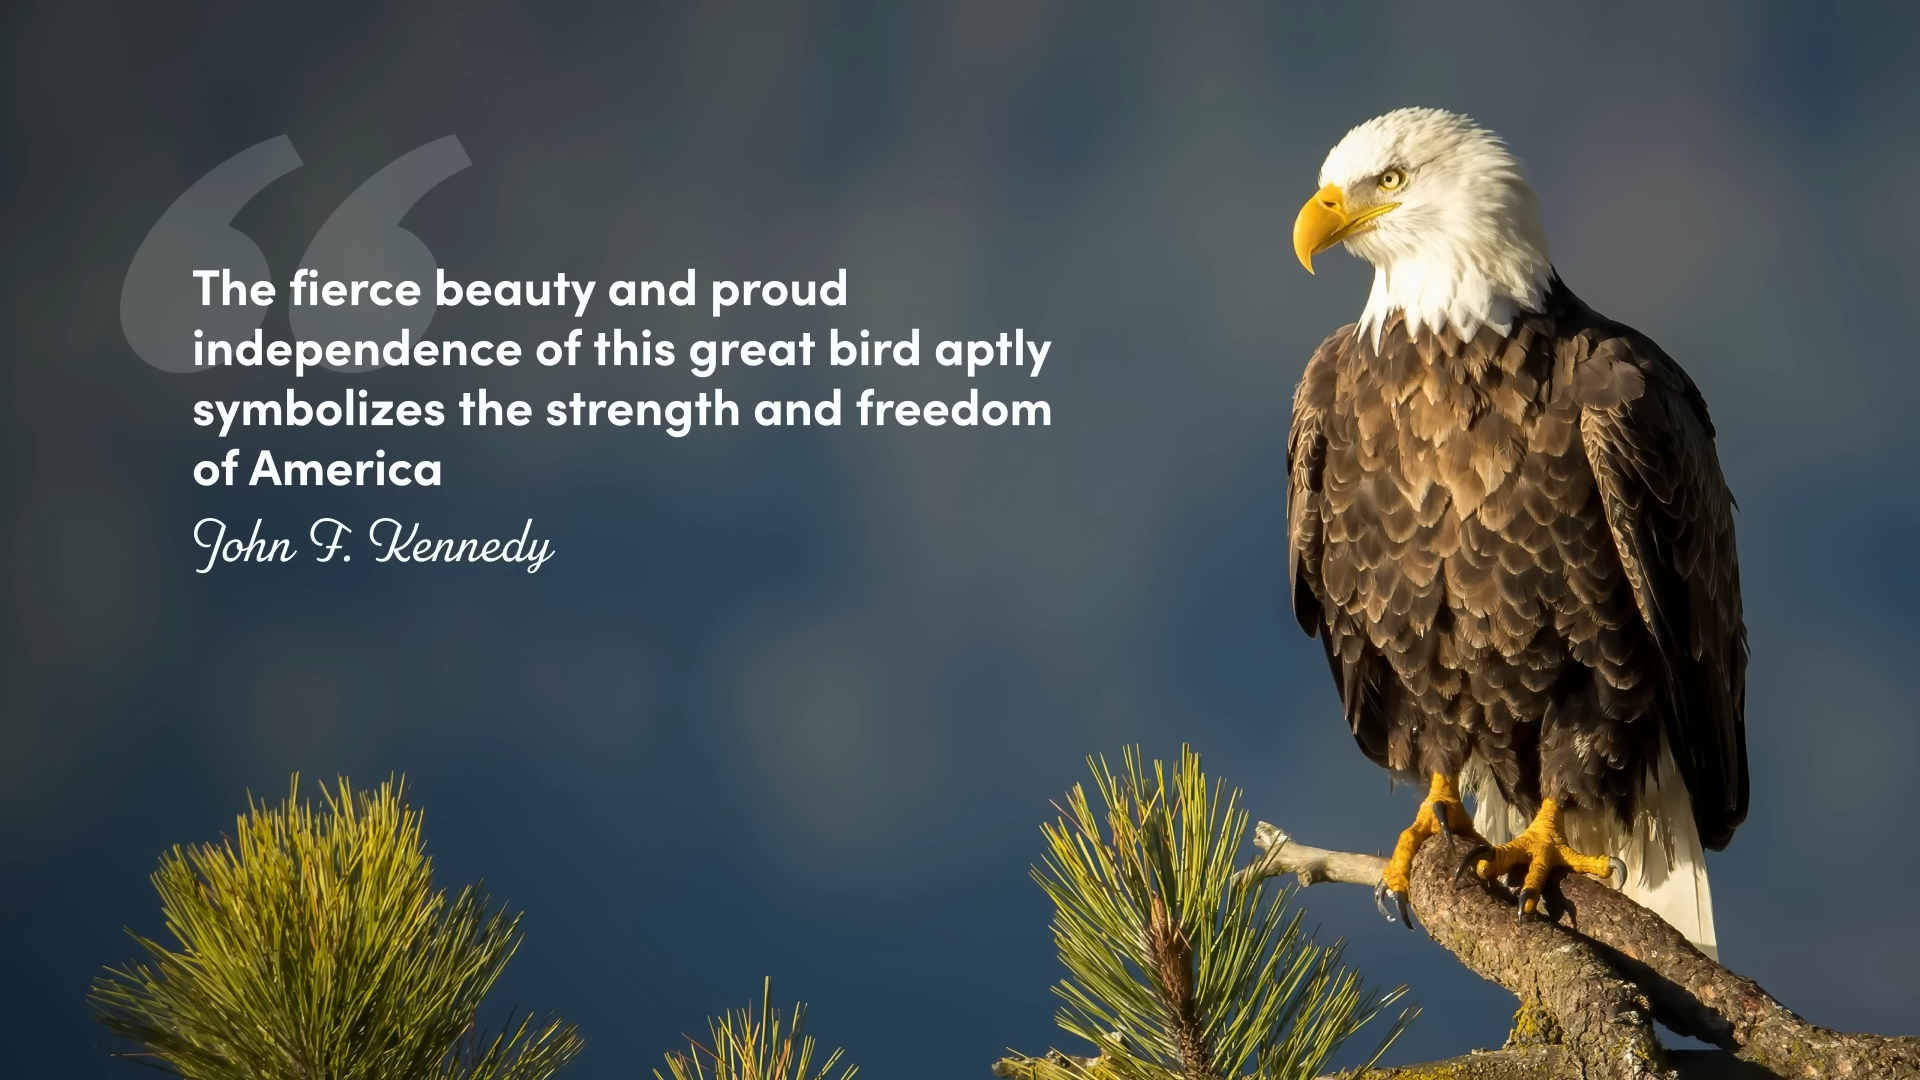 “
The fierce beauty and proud
independence of this great bird aptly
symbolizes the strength and freedom
of America
John F. Kennedy